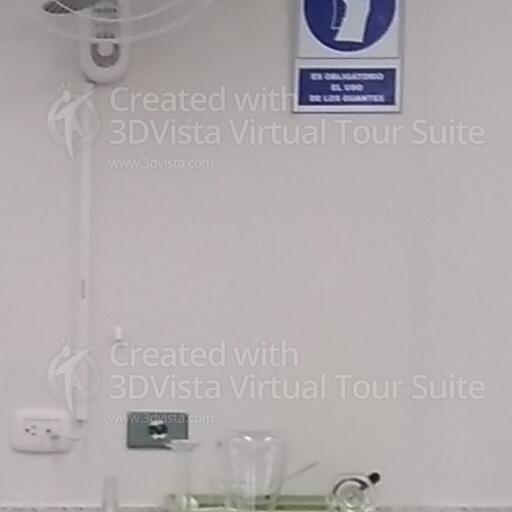 ES OBLIGATORIO
EL USO
DE LOS GUANTES
Created with
3DVista Virtual Tour Suite
www.3dvista.com
Created with
3DVista Virtual Tour Suite
www.3dvista.com